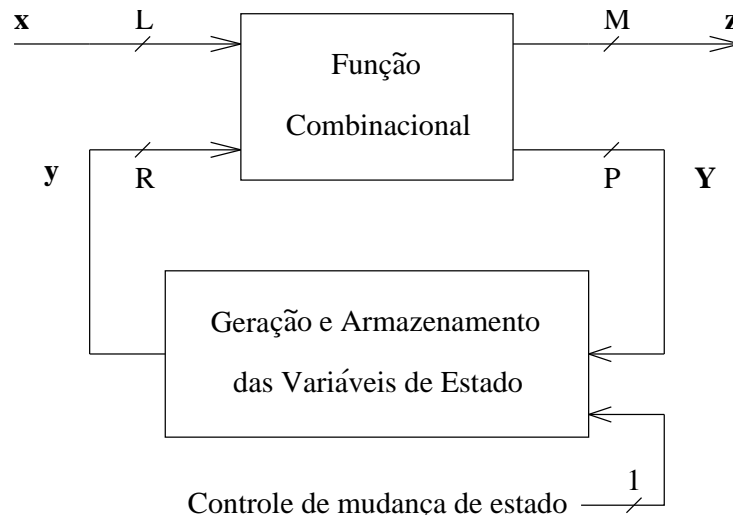 x
L
M
z
Função
Combinacional
y
R
P
Y
Geração e Armazenamento
das Variáveis de Estado
1
Controle de mudança de estado